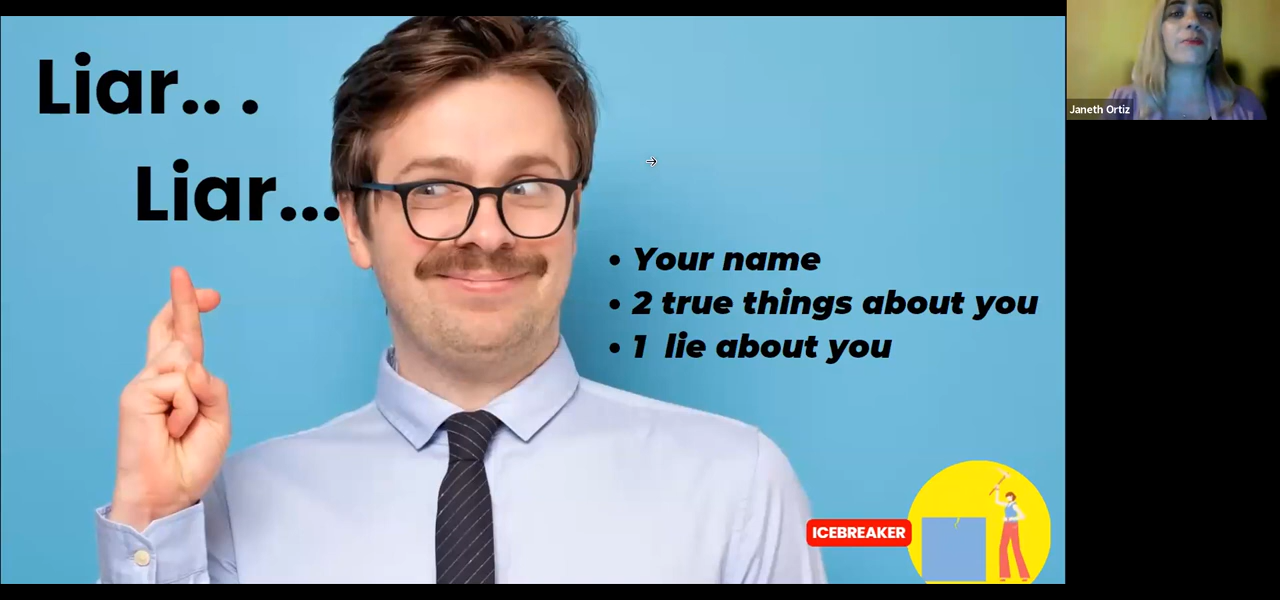 Liar.. .
Liar...
• Your name
• 2 true things about you
• 1 lie about you
ICEBREAKER
Janeth Ortiz